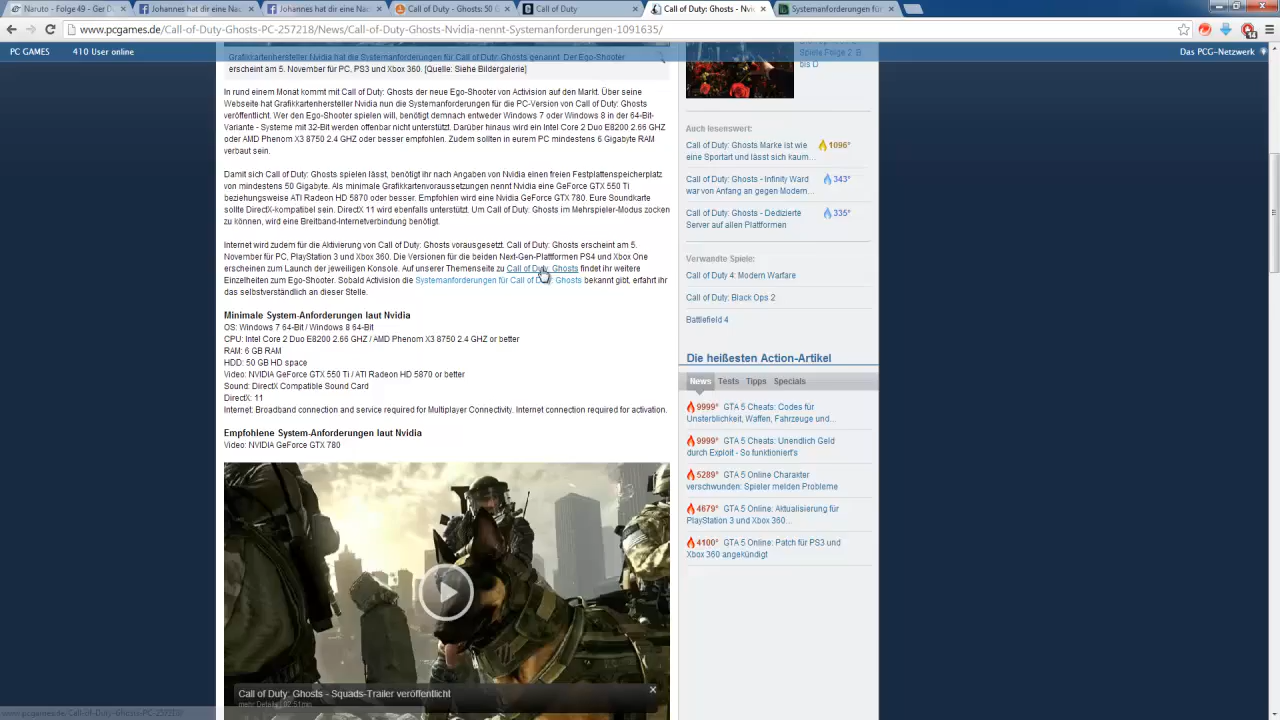 Naruto - Folge 49 - Der G
Johannes hat dir eine Na
Johannes hat dir eine Na
Call of Duty: Ghosts: 50 G
Call of Duty
Call of Duty: Ghosts - Nvi
Systemanforderungen für
www.pcgames.de/Call-of-Duty-Ghosts-PC-257218/News/Call-of-Duty-Ghosts-Nvidia-nennt-Systemanforderungen-1091635/
PC GAMES 410 User online
Das PCG-Netzwerk
Grafikkartenhersteller Nvidia hat die Systemanforderungen für Call of Duty: Ghosts genannt. Der Ego-Shooter
erscheint am 5. November für PC, PS3 und Xbox 360. [Quelle: Siehe Bildergalerie]
In rund einem Monat kommt mit Call of Duty: Ghosts der neue Ego-Shooter von Activision auf den Markt. Über seine
Webseite hat Grafikkartenhersteller Nvidia nun die Systemanforderungen für die PC-Version von Call of Duty: Ghosts
veröffentlicht. Wer den Ego-Shooter spielen will, benötigt demnach entweder Windows 7 oder Windows 8 in der 64-Bit-
Variante - Systeme mit 32-Bit werden offenbar nicht unterstützt. Darüber hinaus wird ein Intel Core 2 Duo E8200 2.66 GHZ
oder AMD Phenom X3 8750 2.4 GHZ oder besser empfohlen. Zudem sollten in eurem PC mindestens 6 Gigabyte RAM
verbaut sein.
Damit sich Call of Duty: Ghosts spielen lässt, benötigt ihr nach Angaben von Nvidia einen freien Festplattenspeicherplatz
von mindestens 50 Gigabyte. Als minimale Grafikkartenvoraussetzungen nennt Nvidia eine GeForce GTX 550 Ti
beziehungsweise ATI Radeon HD 5870 oder besser. Empfohlen wird eine Nvidia GeForce GTX 780. Eure Soundkarte
sollte DirectX-kompatibel sein. DirectX 11 wird ebenfalls unterstützt. Um Call of Duty: Ghosts im Mehrspieler-Modus zocken
zu können, wird eine Breitband-Internetverbindung benötigt.
Internet wird zudem für die Aktivierung von Call of Duty: Ghosts vorausgesetzt. Call of Duty: Ghosts erscheint am 5.
November für PC, PlayStation 3 und Xbox 360. Die Versionen für die beiden Next-Gen-Plattformen PS4 und Xbox One
erscheinen zum Launch der jeweiligen Konsole. Auf unserer Themenseite zu Call of Duty: Ghosts findet ihr weitere
Einzelheiten zum Ego-Shooter. Sobald Activision die Systemanforderungen für Call of Duty: Ghosts bekannt gibt, erfahrt ihr
das selbstverständlich an dieser Stelle.
Minimale System-Anforderungen laut Nvidia
OS: Windows 7 64-Bit / Windows 8 64-Bit
CPU: Intel Core 2 Duo E8200 2.66 GHZ / AMD Phenom X3 8750 2.4 GHZ or better
RAM: 6 GB RAM
HDD: 50 GB HD space
Video: NVIDIA GeForce GTX 550 Ti / ATI Radeon HD 5870 or better
Sound: DirectX Compatible Sound Card
DirectX: 11
Internet: Broadband connection and service required for Multiplayer Connectivity. Internet connection required for activation.
Empfohlene System-Anforderungen laut Nvidia
Video: NVIDIA GeForce GTX 780
Call of Duty: Ghosts - Squads-Trailer veröffentlicht
mehr Details | 02:51min
Spiele Folge 2: B
bis D
Auch lesenswert:
Call of Duty: Ghosts Marke ist wie 1096°
eine Sportart und lässt sich kaum...
Call of Duty: Ghosts - Infinity Ward 343°
war von Anfang an gegen Modern...
Call of Duty: Ghosts - Dedizierte 335°
Server auf allen Plattformen
Verwandte Spiele:
Call of Duty 4: Modern Warfare
Call of Duty: Black Ops 2
Battlefield 4
Die heißesten Action-Artikel
News Tests Tipps Specials
9999° GTA 5 Cheats: Codes für
Unsterblichkeit, Waffen, Fahrzeuge und...
9999° GTA 5 Cheats: Unendlich Geld
durch Exploit - So funktioniert's
5289° GTA 5 Online Charakter
verschwunden: Spieler melden Probleme
4679° GTA 5 Online: Aktualisierung für
PlayStation 3 und Xbox 360...
4100° GTA 5 Online: Patch für PS3 und
Xbox 360 angekündigt
www.pcgames.de/Call-of-Duty-Ghosts-PC-257218/